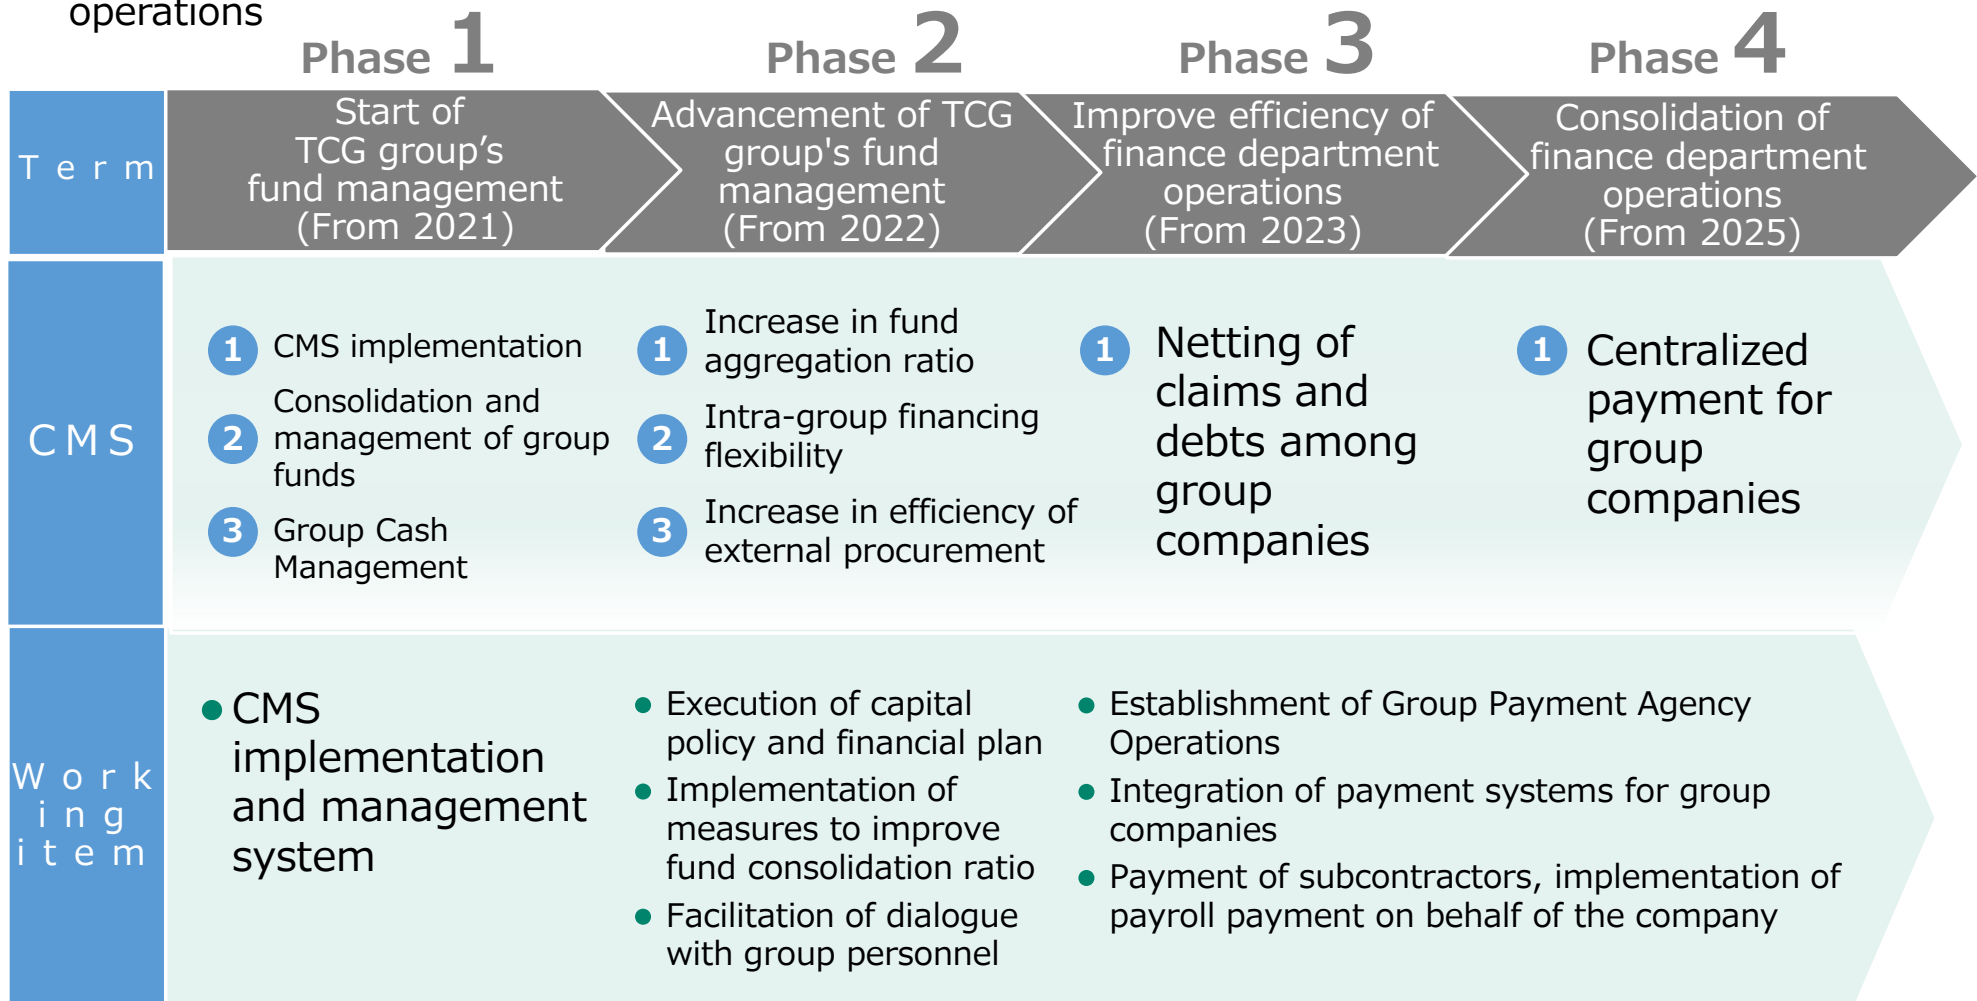 operations
Phase 1
Phase 2
Phase 3
Phase 4
Term
Start of
TCG group’s
fund management
(From 2021)
Advancement of TCG
group's fund
management
(From 2022)
Improve efficiency of
finance department
operations
(From 2023)
Consolidation of
finance department
operations
(From 2025)
CMS
1 CMS implementation
2 Consolidation and
management of group
funds
3 Group Cash
Management
1 Increase in fund
aggregation ratio
2 Intra-group financing
flexibility
3 Increase in efficiency of
external procurement
1 Netting of
claims and
debts among
group
companies
1 Centralized
payment for
group
companies
Work
ing
item
• CMS
implementation
and management
system
• Execution of capital
policy and financial plan
• Implementation of
measures to improve
fund consolidation ratio
• Facilitation of dialogue
with group personnel
• Establishment of Group Payment Agency
Operations
• Integration of payment systems for group
companies
• Payment of subcontractors, implementation of
payroll payment on behalf of the company